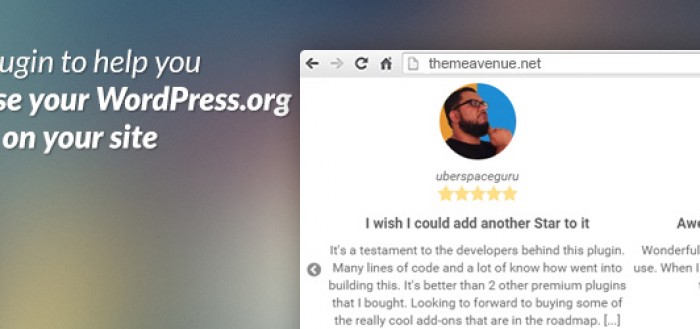 ugin to help you
se your WordPress.org
on your site
themeavenue.net
uberspaceguru
I wish I could add another Star to it
It's a testament to the developers behind this plugin.
Many lines of code and a lot of know how went into
building this. It's better than 2 other premium plugins
that I bought. Looking to forward to buying some of
the really cool add-ons that are in the roadmap. [...]
Awe
Wonderful
use. When I